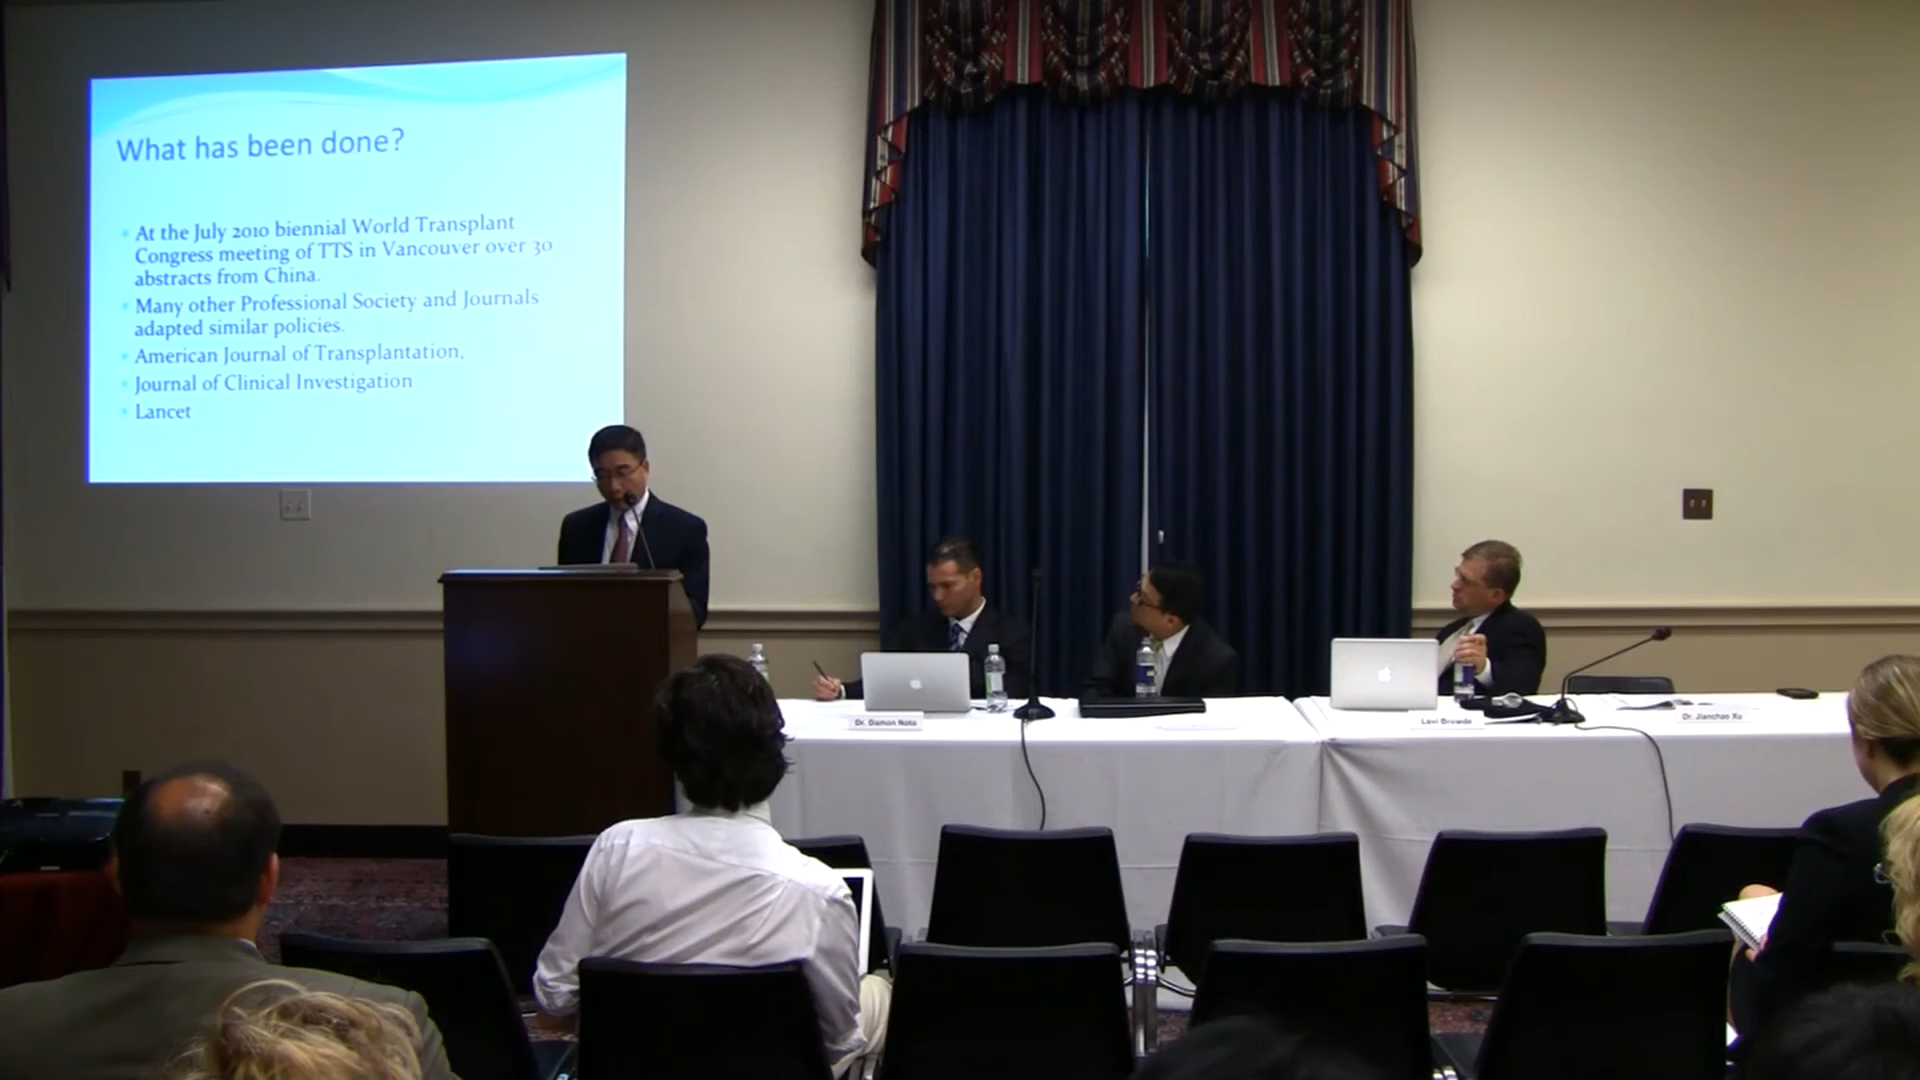 What has been done?
At the July 2010 biennial World Transplant
Congress meeting of TTS in Vancouver over 30
abstracts from China.
Many other Professional Society and Journals
adapted similar policies.
American Journal of Transplantation,
Journal of Clinical Investigation
Lancet
Dr. Damon Noto
Levi Browde
Dr. Jianchao Xu